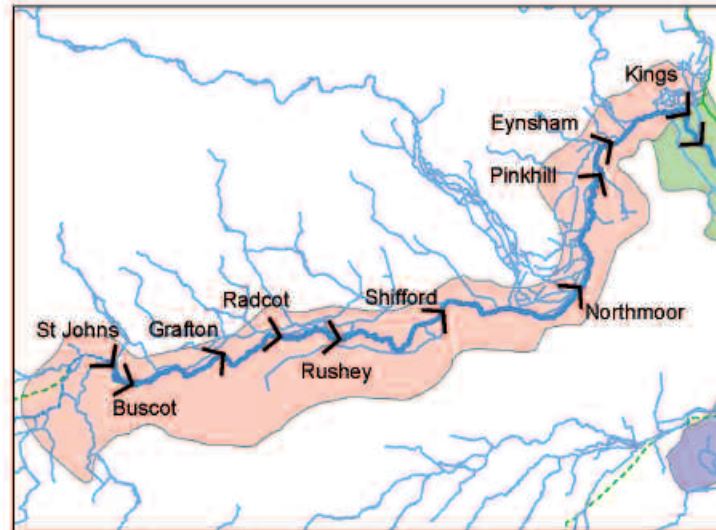 Kings
Eynsham
Pinkhill
Northmoor
Shifford
Radcot
Grafton
St Johns
Rushey
Buscot